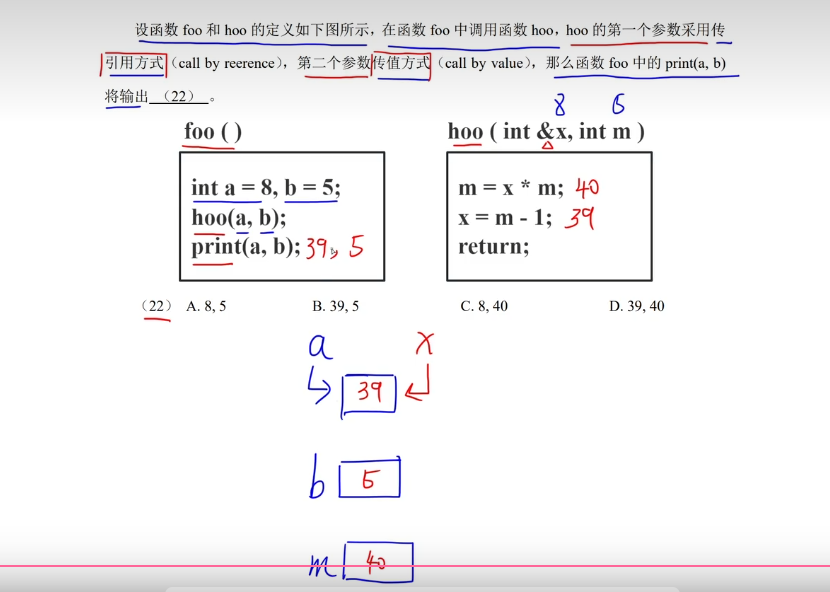 设函数 foo 和 hoo 的定义如下图所示，在函数 foo 中调用函数 hoo，hoo 的第一个参数采用传
引用方式（call by reerence），第二个参数传值方式（call by value），那么函数 foo 中的 print(a, b)
将输出 （22） 。
8 5
foo ( )
hoo ( int &x, int m )
int a = 8, b = 5;
hoo(a, b);
print(a, b); 39, 5
m = x * m; 40
x = m - 1; 39
return;
（22） A. 8, 5 B. 39, 5 C. 8, 40 D. 39, 40
a x
39
b 5
m 40